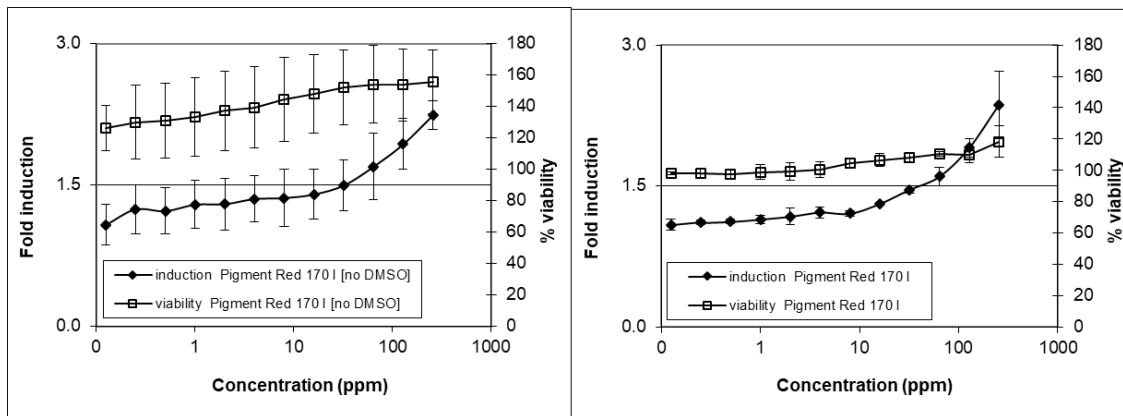 3.0
1.5
0.0
Fold induction
180
160
140
120
100
80
60
40
20
0
% viability
induction Pigment Red 170 I [no DMSO]
viability Pigment Red 170 I [no DMSO]
0 1 10 100 1000
Concentration (ppm)
3.0
1.5
0.0
Fold induction
180
160
140
120
100
80
60
40
20
0
% viability
induction Pigment Red 170 I
viability Pigment Red 170 I
0 1 10 100 1000
Concentration (ppm)